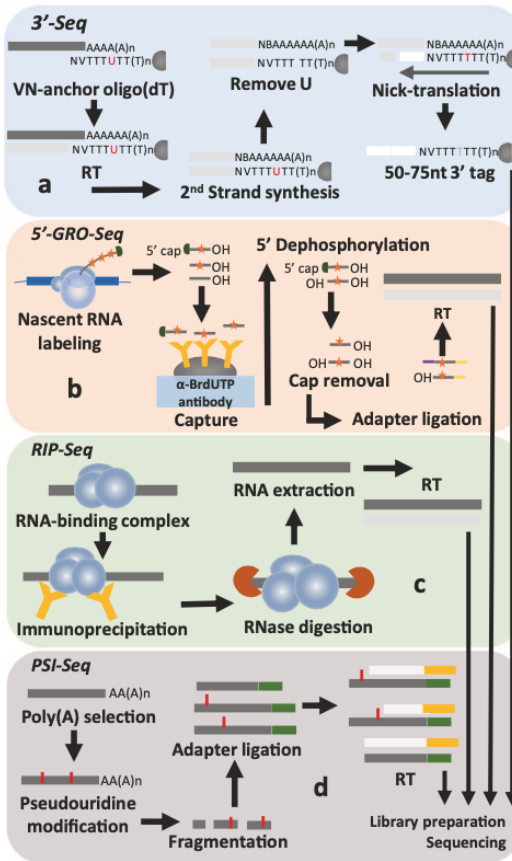 3'-Seq
AAAA(A)n
NVTTTUTT(T)n
VN-anchor oligo(dT)
AAAAAA(A)n
NVTTTUTT(T)n
RT
a
NBAAAAAA(A)n
NVTTTUTT(T)n
2nd Strand synthesis
NBAAAAAA(A)n
NVTTT TT(T)n
Remove U
NBAAAAAA(A)n
NVTTTTTT(T)n
Nick-translation
NVTTTTTT(T)n
50-75nt 3' tag
5'-GRO-Seq
Nascent RNA
labeling
b
5' cap
OH
OH
OH
α-BrdUTP
antibody
Capture
5' Dephosphorylation
5' cap
OH
OH
OH
OH
OH
OH
Cap removal
Adapter ligation
OH
RT
RIP-Seq
RNA-binding complex
Immunoprecipitation
RNase digestion
RNA extraction
RT
c
PSI-Seq
AA(A)n
Poly(A) selection
AA(A)n
Pseudouridine
modification
Fragmentation
Adapter ligation
d
RT
Library preparation
Sequencing